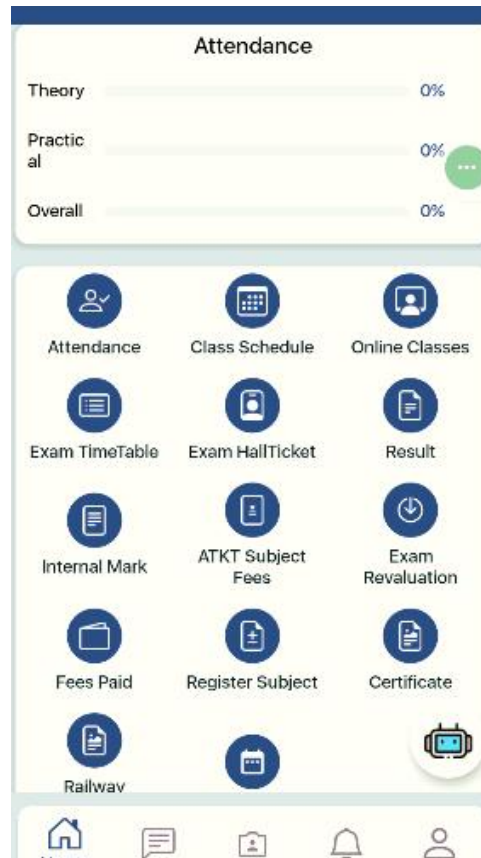 Attendance
Theory 0%
Practic
al 0%
Overall 0%
Attendance Class Schedule Online Classes
Exam TimeTable Exam HallTicket Result
Internal Mark ATKT Subject
Fees Exam
Revaluation
Fees Paid Register Subject Certificate
Railway